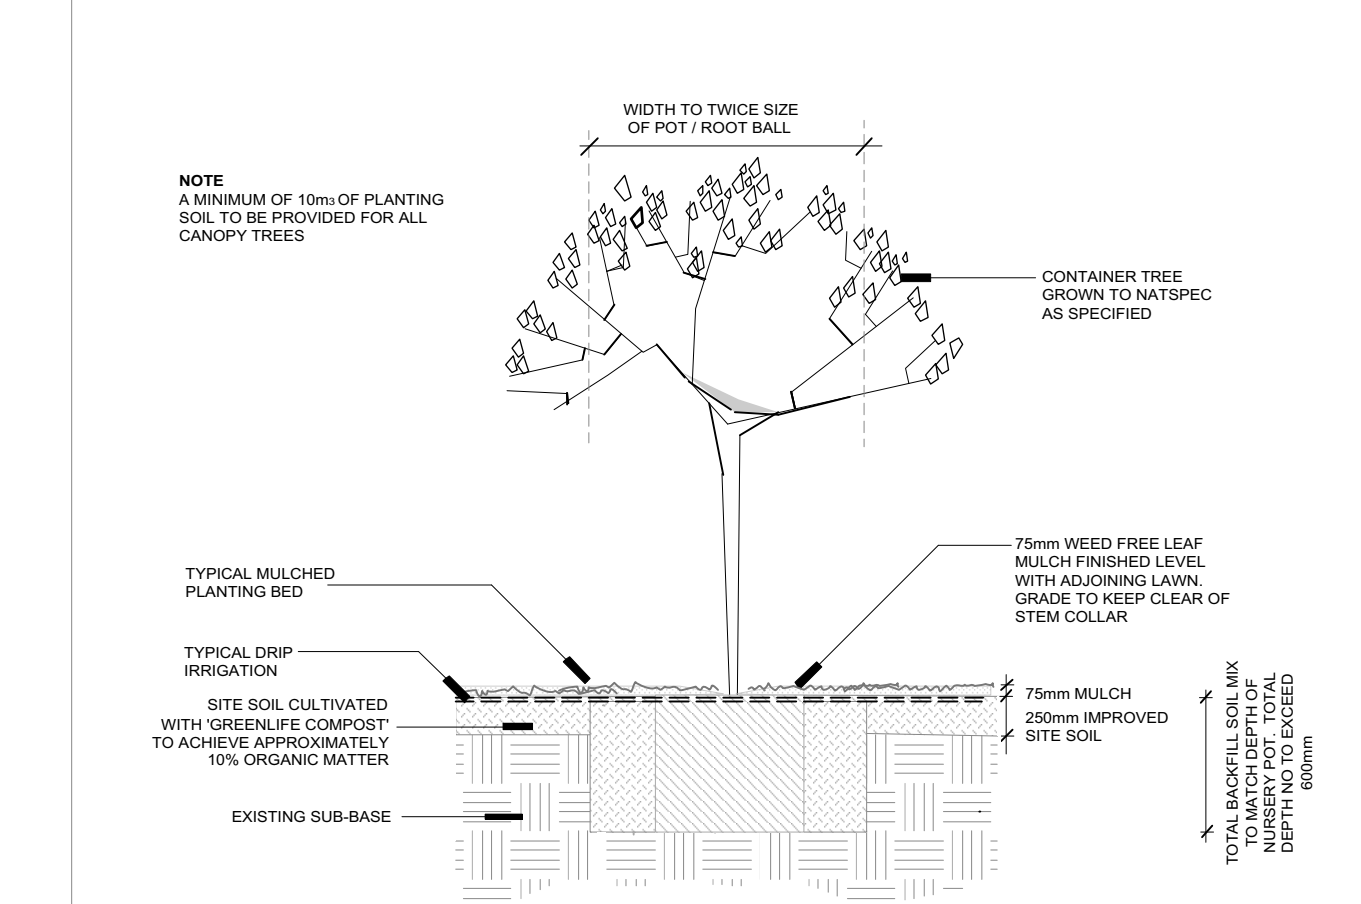 WIDTH TO TWICE SIZE
OF POT / ROOT BALL
NOTE
A MINIMUM OF 10m3 OF PLANTING
SOIL TO BE PROVIDED FOR ALL
CANOPY TREES
CONTAINER TREE
GROWN TO NATSPEC
AS SPECIFIED
75mm WEED FREE LEAF
MULCH FINISHED LEVEL
WITH ADJOINING LAWN.
GRADE TO KEEP CLEAR OF
STEM COLLAR
TYPICAL MULCHED
PLANTING BED
TYPICAL DRIP
IRRIGATION
SITE SOIL CULTIVATED
WITH 'GREENLIFE COMPOST'
TO ACHIEVE APPROXIMATELY
10% ORGANIC MATTER
EXISTING SUB-BASE
75mm MULCH
250mm IMPROVED
SITE SOIL
TOTAL BACKFILL SOIL MIX
TO MATCH DEPTH OF
NURSERY POT. TOTAL
DEPTH NO TO EXCEED
600mm